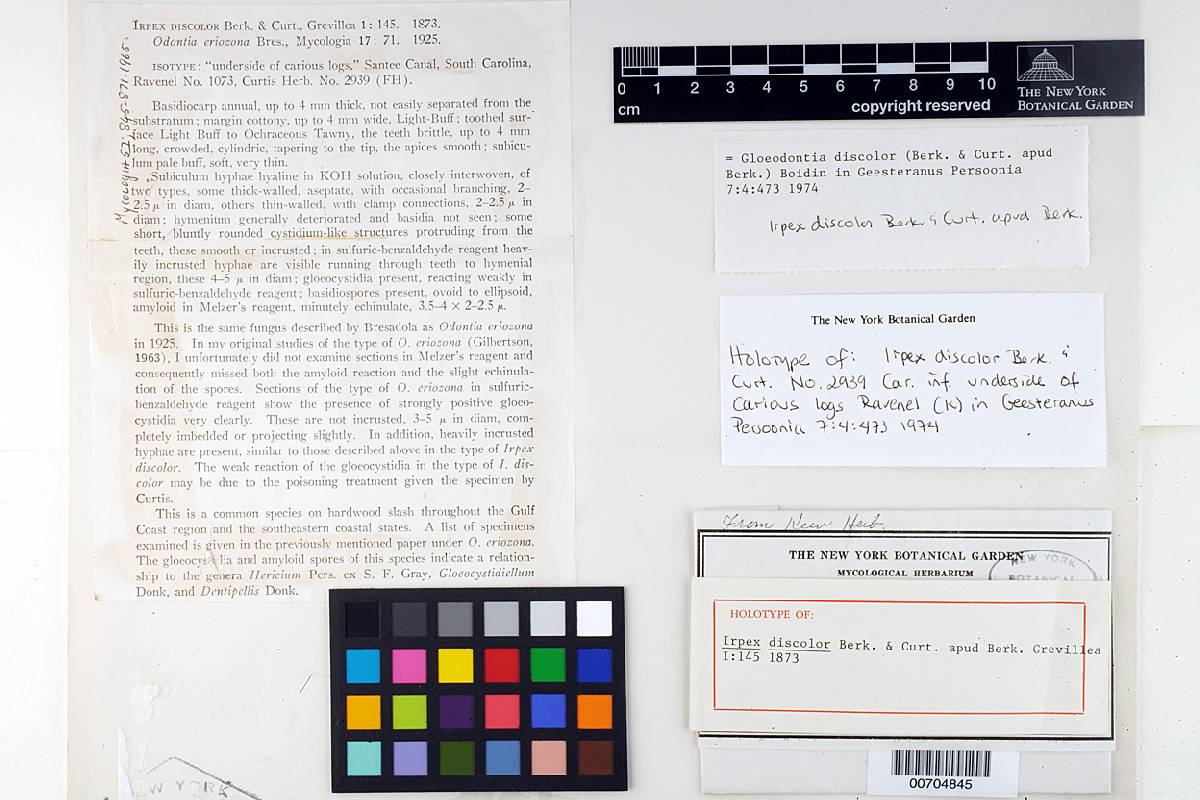 IRPEX DISCOLOR Berk. & Curt., Grevillea 1: 145. 1873.
Odontia eriozona Bres., Mycologia 17: 71. 1925.
ISOTYPE: "underside of carious logs," Santee Canal, South Carolina,
Ravenel No. 1073, Curtis Herb. No. 2939 (FH).
Basidiocarp annual, up to 4 mm thick, not easily separated from the
substratum; margin cottony, up to 4 mm wide, Light-Buff; toothed sur-
face Light Buff to Ochraceous Tawny, the teeth brittle, up to 4 mm
long, crowded, cylindric, tapering to the tip, the apices smooth; subicu-
lum pale buff, soft, very thin.
Subiculum hyphae hyaline in KOH solution, closely interwoven, of
two types, some thick-walled, aseptate, with occasional branching, 2-
2.5 µ in diam, others thin-walled, with clamp connections, 2-2.5 µ in
diam; hymenium generally deteriorated and basidia not seen; some
short, bluntly rounded cystidium-like structures protruding from the
teeth, these smooth or incrusted; in sulfuric-benzaldehyde reagent heav-
ily incrusted hyphae are visible running through teeth to hymenial
region, these 4-5 µ in diam; gloeocystidia present, reacting weakly in
sulfuric-benzaldehyde reagent; basidiospores present, ovoid to ellipsoid,
amyloid in Melzer's reagent, minutely echinulate, 3.5-4 × 2-2.5 µ.
This is the same fungus described by Bresadola as Odontia eriozona
in 1925. In my original studies of the type of O. eriozona (Gilbertson,
1963), I unfortunately did not examine sections in Melzer's reagent and
consequently missed both the amyloid reaction and the slight echinula-
tion of the spores. Sections of the type of O. eriozona in sulfuric-
benzaldehyde reagent show the presence of strongly positive gloeo-
cystidia very clearly. These are not incrusted, 3-5 µ in diam, com-
pletely imbedded or projecting slightly. In addition, heavily incrusted
hyphae are present, similar to those described above in the type of Irpex
discolor. The weak reaction of the gloeocystidia in the type of I. dis-
color may be due to the poisoning treatment given the specimen by
Curtis.
This is a common species on hardwood slash throughout the Gulf
Coast region and the southeastern coastal states. A list of specimens
examined is given in the previously mentioned paper under O. eriozona.
The gloeocystidia and amyloid spores of this species indicate a relation-
ship to the genera Hericium Pers. ex S. F. Gray, Gloeocystidiellum
Donk, and Dentipellis Donk.
Mycologia 57: 845-871. 1965.
0 1 2 3 4 5 6 7 8 9 10
cm
copyright reserved
THE NEW YORK
BOTANICAL GARDEN
= Gloeodontia discolor (Berk. & Curt. apud
Berk.) Boidin in Geesteranus Persoonia
7:4:473 1974
Irpex discolor Berk & Curt. apud Berk.
The New York Botanical Garden
Holotype of: Irpex discolor Berk. &
Curt. No. 2939 Car. inf. underside of
Carious logs Ravenel (K) in Geesteranus
Persoonia 7:4:473 1974
From Kew Herb.
THE NEW YORK BOTANICAL GARDEN
MYCOLOGICAL HERBARIUM
NEW YORK
BOTANICAL
HOLOTYPE OF:
Irpex discolor Berk. & Curt. apud Berk. Grevillea
I:145 1873
00704845
NEW YORK